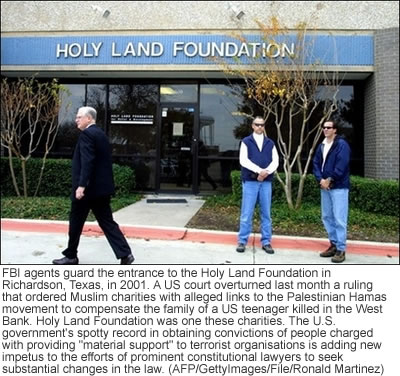 HOLY LAND FOUNDATION
HOLY LAND FOUNDATION
FBI agents guard the entrance to the Holy Land Foundation in
Richardson, Texas, in 2001. A US court overturned last month a ruling
that ordered Muslim charities with alleged links to the Palestinian Hamas
movement to compensate the family of a US teenager killed in the West
Bank. Holy Land Foundation was one these charities. The U.S.
government's spotty record in obtaining convictions of people charged
with providing "material support" to terrorist organisations is adding new
impetus to the efforts of prominent constitutional lawyers to seek
substantial changes in the law. (AFP/GettyImages/File/Ronald Martinez)